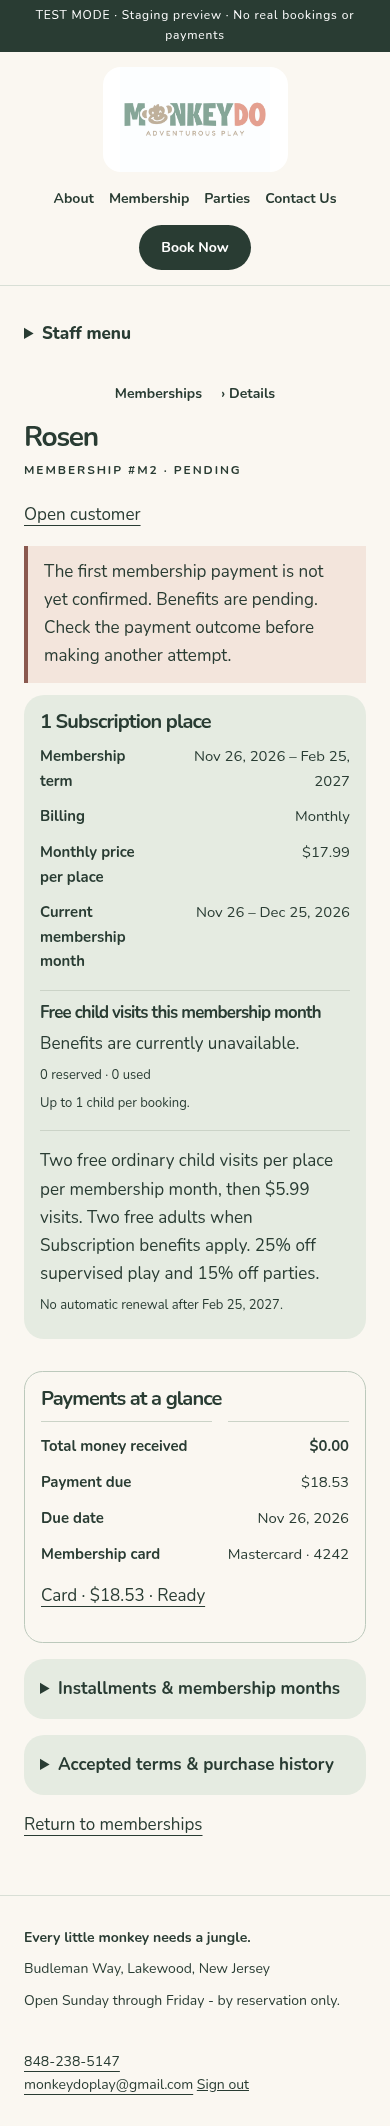 TEST MODE · Staging preview · No real bookings or
payments
MONKEYDO
ADVENTUROUS PLAY
About Membership Parties Contact Us
Book Now
Staff menu
Memberships › Details
Rosen
MEMBERSHIP #M2 · PENDING
Open customer
The first membership payment is not
yet confirmed. Benefits are pending.
Check the payment outcome before
making another attempt.
1 Subscription place
Membership term Nov 26, 2026 – Feb 25, 2027
Billing Monthly
Monthly price per place $17.99
Current membership month Nov 26 – Dec 25, 2026
Free child visits this membership month
Benefits are currently unavailable.
0 reserved · 0 used
Up to 1 child per booking.
Two free ordinary child visits per place
per membership month, then $5.99
visits. Two free adults when
Subscription benefits apply. 25% off
supervised play and 15% off parties.
No automatic renewal after Feb 25, 2027.
Payments at a glance
Total money received $0.00
Payment due $18.53
Due date Nov 26, 2026
Membership card Mastercard · 4242
Card · $18.53 · Ready
Installments & membership months
Accepted terms & purchase history
Return to memberships
Every little monkey needs a jungle.
Budleman Way, Lakewood, New Jersey
Open Sunday through Friday - by reservation only.
848-238-5147
monkeydoplay@gmail.com Sign out